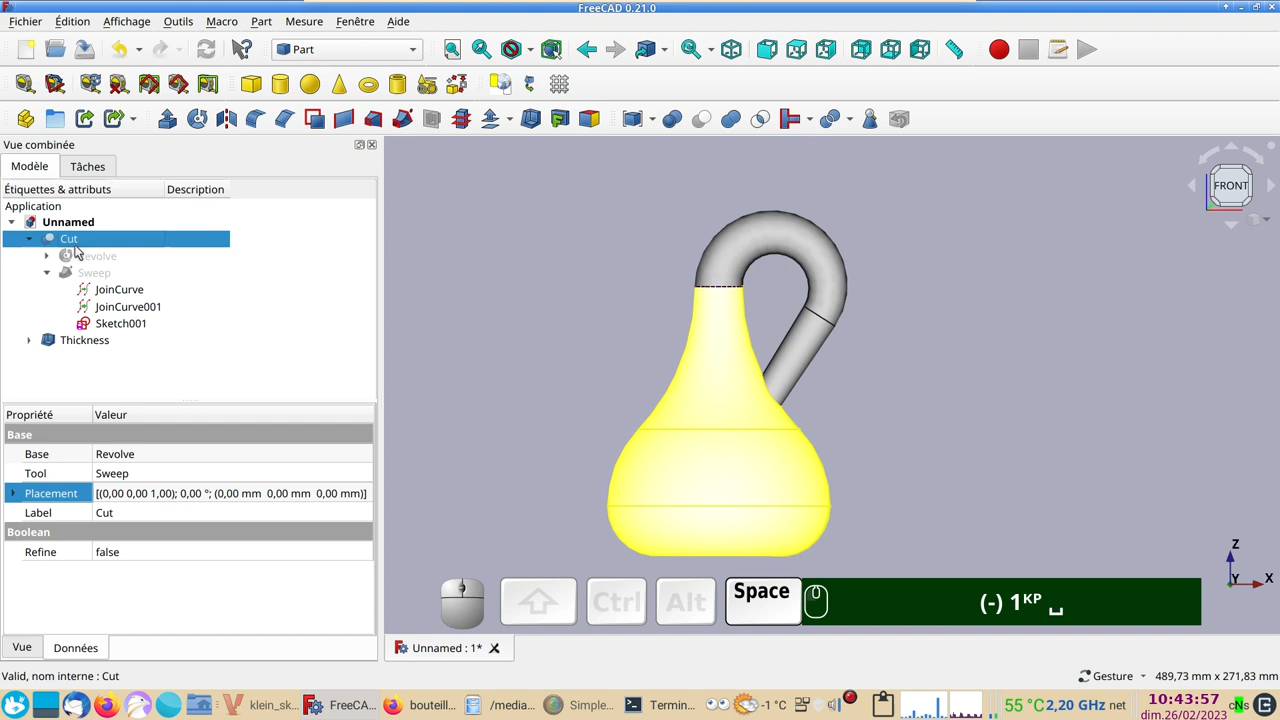 FreeCAD 0.21.0
Fichier Édition Affichage Outils Macro Part Mesure Fenêtre Aide
Part
Vue combinée
Modèle Tâches
Étiquettes & attributs Description
Application
Unnamed
Cut
Revolve
Sweep
JoinCurve
JoinCurve001
Sketch001
Thickness
FRONT
Propriété Valeur
Base
Base Revolve
Tool Sweep
Placement [(0,00 0,00 1,00); 0,00 °; (0,00 mm 0,00 mm 0,00 mm)]
Label Cut
Boolean
Refine false
Z
Y X
Ctrl Alt Space (-) 1ᴷᴾ ␣
Vue Données
Unnamed : 1*
Valid, nom interne : Cut
Gesture 489,73 mm x 271,83 mm
klein_sk... FreeCA... bouteill... /media... Simple... Termin... -1 °C 55 °C 2,20 GHz 10:43:57
dim.26/02/2023 cNs